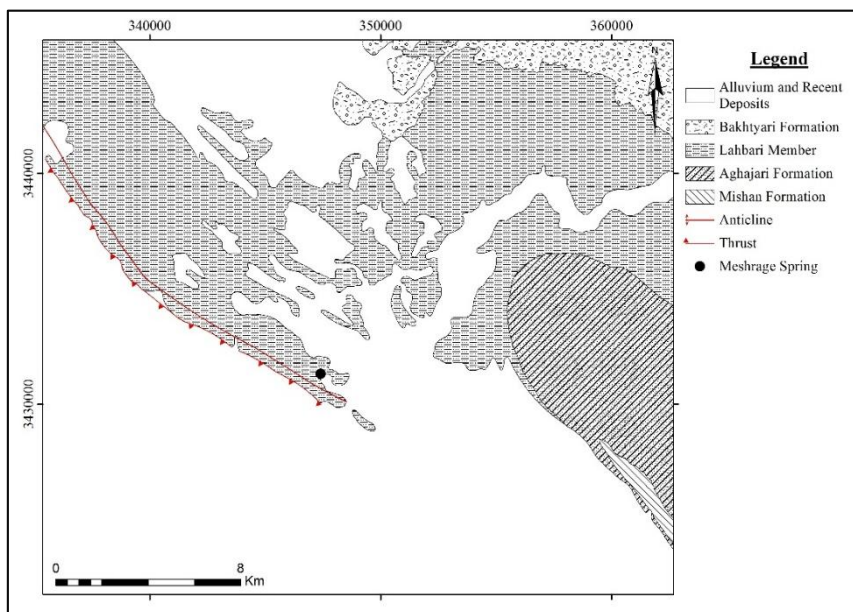 340000
350000
360000
N
3440000
3430000
Legend
Alluvium and Recent
Deposits
Bakhtyari Formation
Lahbari Member
Aghajari Formation
Mishan Formation
Anticline
Thrust
Meshrage Spring
0
8
Km